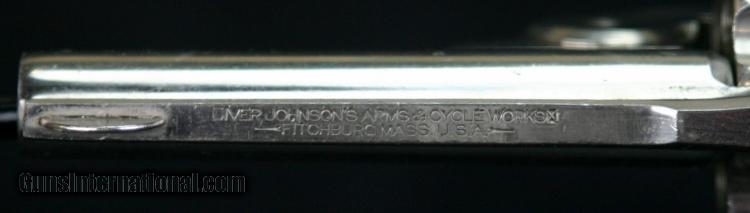 IVER JOHNSON'S ARMS & CYCLE WORKS
FITCHBURG MASS. U.S.A.
GunsInternational.com